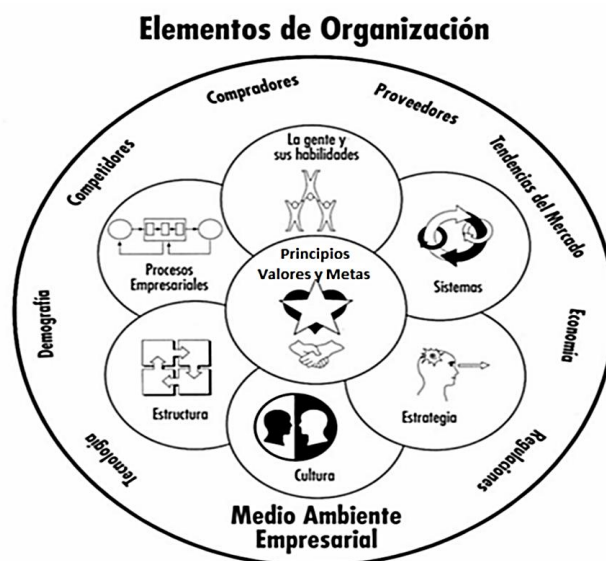 Elementos de Organización
Compradores
Proveedores
Competidores
Tendencias del Mercado
La gente y
sus habilidades
Procesos
Empresariales
Principios
Valores y Metas
Sistemas
Demografía
Economía
Estructura
Estrategia
Cultura
Tecnología
Regulaciones
Medio Ambiente
Empresarial